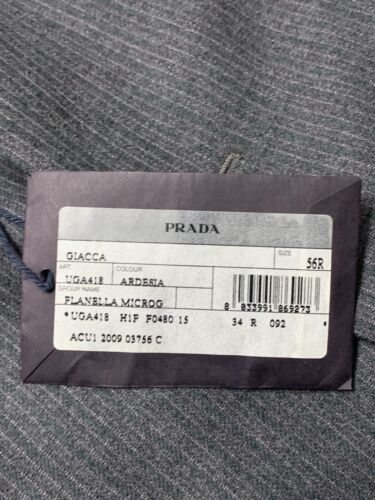 PRADA
SIZE
GIACCA 56R
ART. COLOUR
UGA418 ARDESIA
GROUP NAME
FLANELLA MICROG
8 033991 869273
*UGA418 H1F F0480 15 34 R 092
ACU1 2009 03756 C